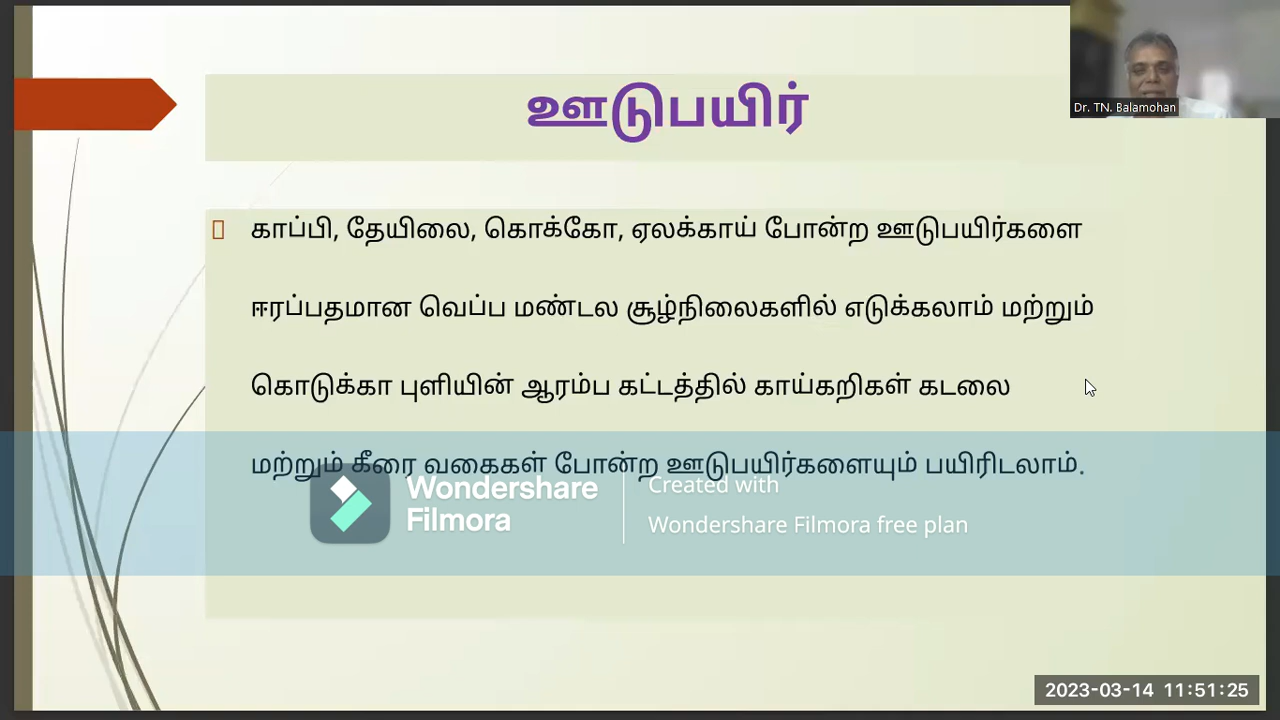 ஊடுபயிர்
Dr. TN. Balamohan
காப்பி, தேயிலை, கொக்கோ, ஏலக்காய் போன்ற ஊடுபயிர்களை
ஈரப்பதமான வெப்ப மண்டல சூழ்நிலைகளில் எடுக்கலாம் மற்றும்
கொடுக்கா புளியின் ஆரம்ப கட்டத்தில் காய்கறிகள் கடலை
மற்றும் கீரை வகைகள் போன்ற ஊடுபயிர்களையும் பயிரிடலாம்.
Wondershare
Filmora
Created with
Wondershare Filmora free plan
2023-03-14 11:51:25